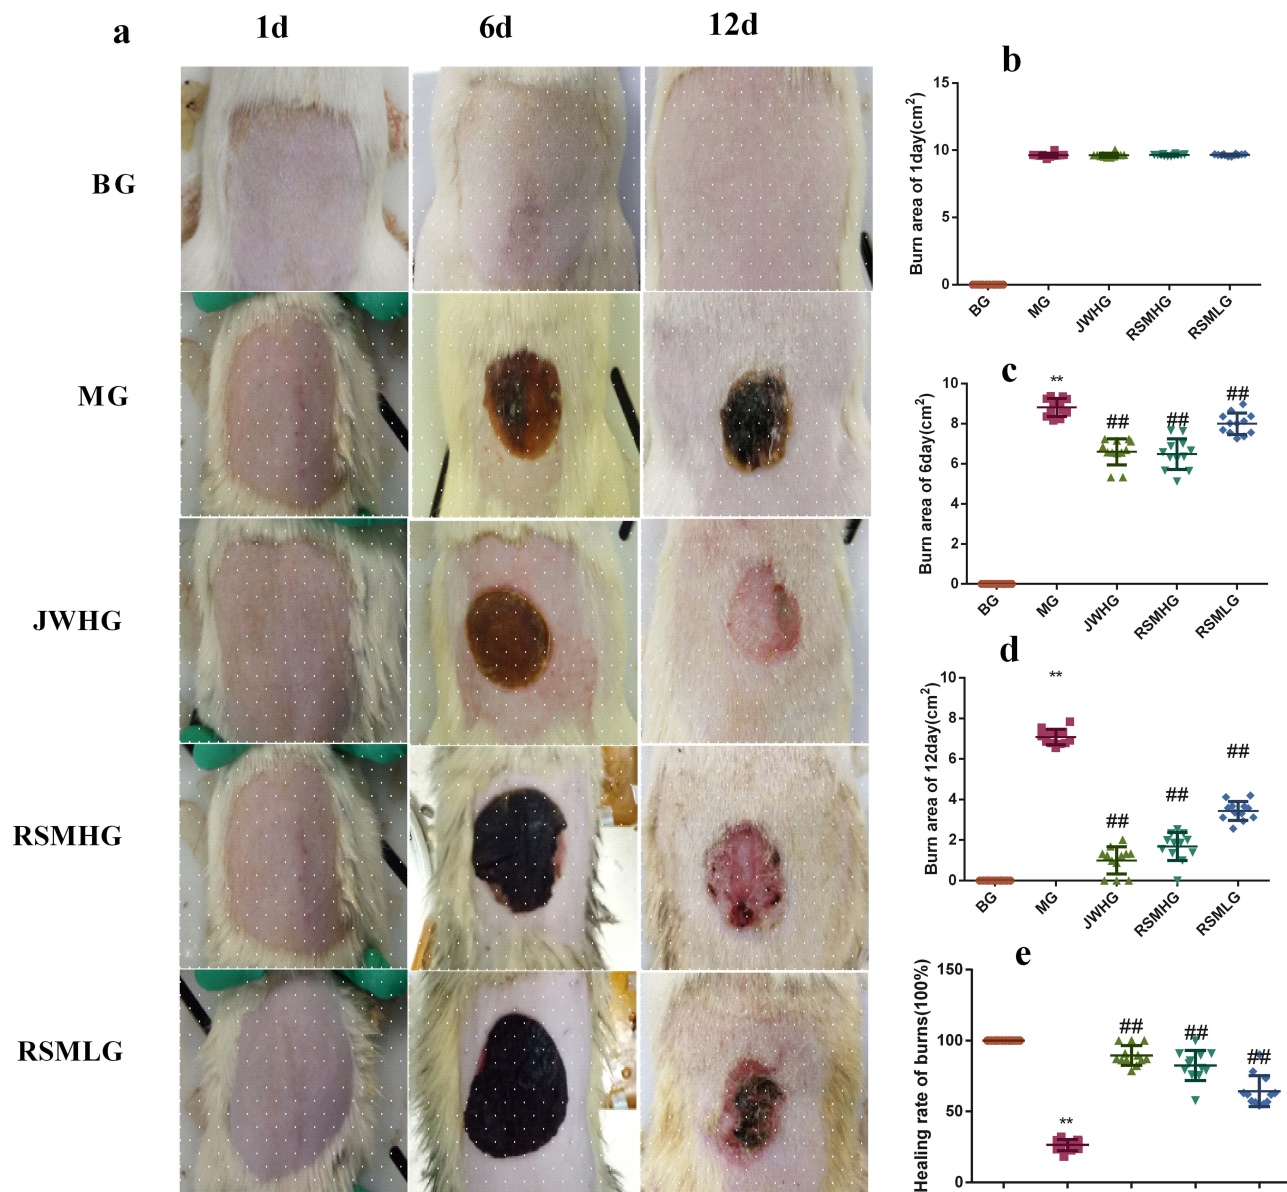 a
1d 6d 12d
BG
MG
JWHG
RSMHG
RSMLG
b
Burn area of 1day(cm2)
15
10
5
0
BG MG JWHG RSMHG RSMLG
c
Burn area of 6day(cm2)
10
8
6
4
2
0
** ## ## ##
BG MG JWHG RSMHG RSMLG
d
Burn area of 12day(cm2)
10
8
6
4
2
0
** ## ## ##
BG MG JWHG RSMHG RSMLG
e
Healing rate of burns(100%)
150
100
50
0
** ## ## ##